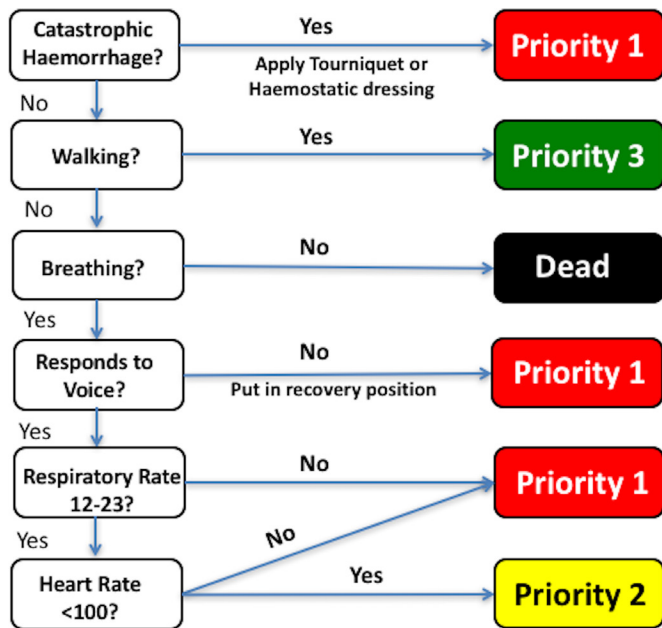 Catastrophic
Haemorrhage?
Yes
Apply Tourniquet or
Haemostatic dressing
Priority 1
No
Walking?
Yes
Priority 3
No
Breathing?
No
Dead
Yes
Responds to
Voice?
No
Put in recovery position
Priority 1
Yes
Respiratory Rate
12-23?
No
Priority 1
Yes
No
Heart Rate
<100?
Yes
Priority 2